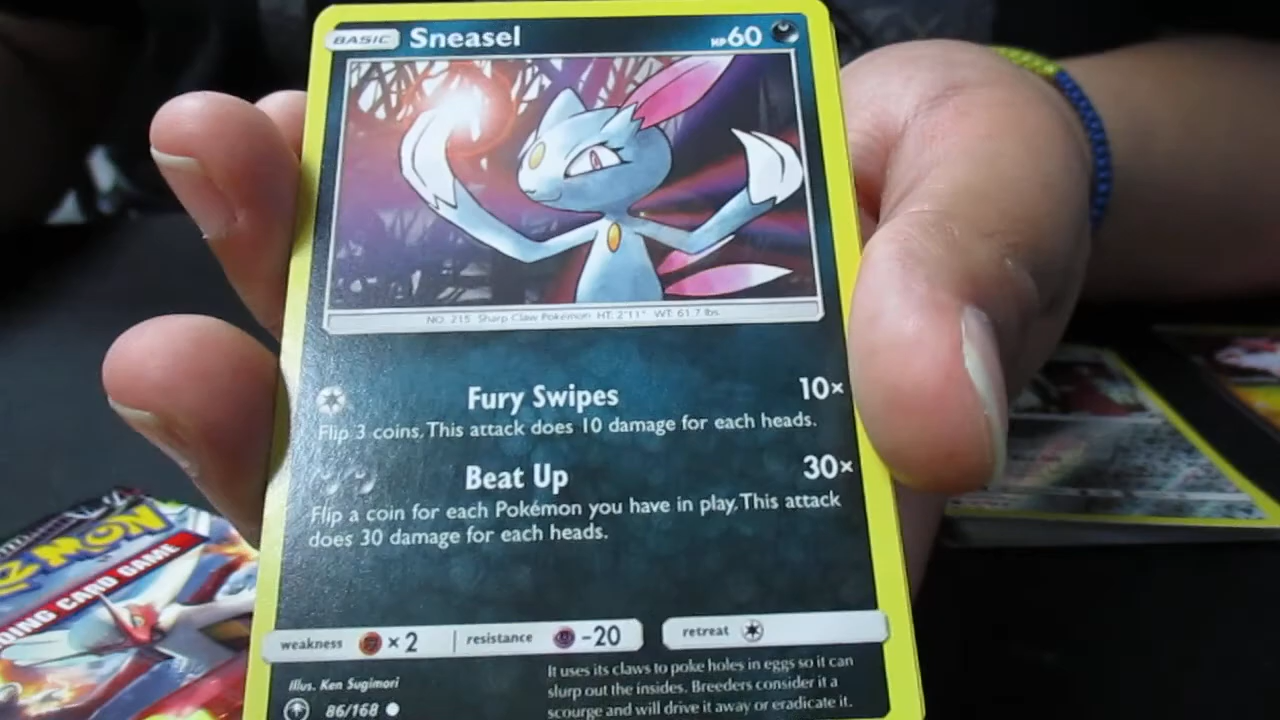 BASIC Sneasel HP60
NO. 215 Sharp Claw Pokémon HT: 2'11" WT: 61.7 lbs.
Fury Swipes 10×
Flip 3 coins. This attack does 10 damage for each heads.
Beat Up 30×
Flip a coin for each Pokémon you have in play. This attack
does 30 damage for each heads.
weakness ×2 resistance -20 retreat
Illus. Ken Sugimori
86/168
It uses its claws to poke holes in eggs so it can
slurp out the insides. Breeders consider it a
scourge and will drive it away or eradicate it.
CARD GAME